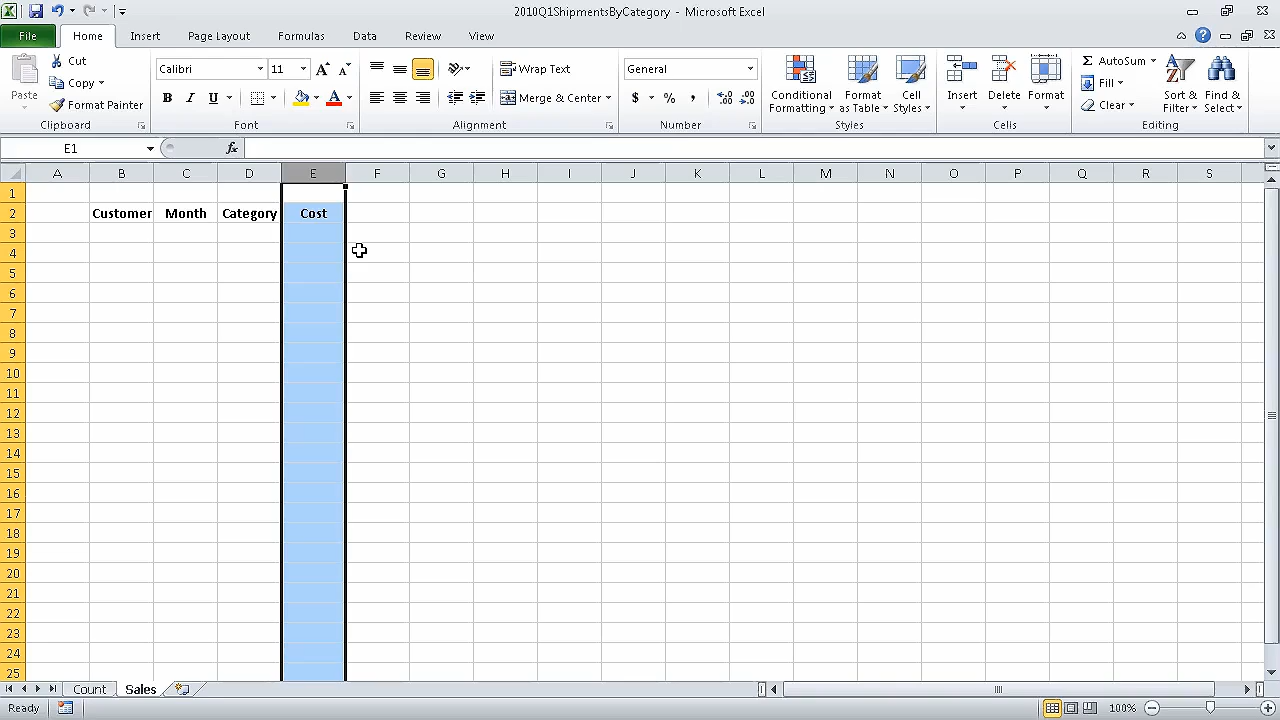 2010Q1ShipmentsByCategory - Microsoft Excel
File Home Insert Page Layout Formulas Data Review View
Paste
Cut
Copy
Format Painter
Clipboard
Calibri 11 A A
B I U A
Font
Wrap Text
Merge & Center
Alignment
General
$ % , .00 .00
Number
Conditional Formatting
Format as Table
Cell Styles
Styles
Insert Delete Format
Cells
Σ AutoSum
Fill
Clear
Sort & Filter
Find & Select
Editing
E1 fx
A B C D E F G H I J K L M N O P Q R S
1
2 Customer Month Category Cost
3
4
5
6
7
8
9
10
11
12
13
14
15
16
17
18
19
20
21
22
23
24
25
Count Sales
Ready 100%